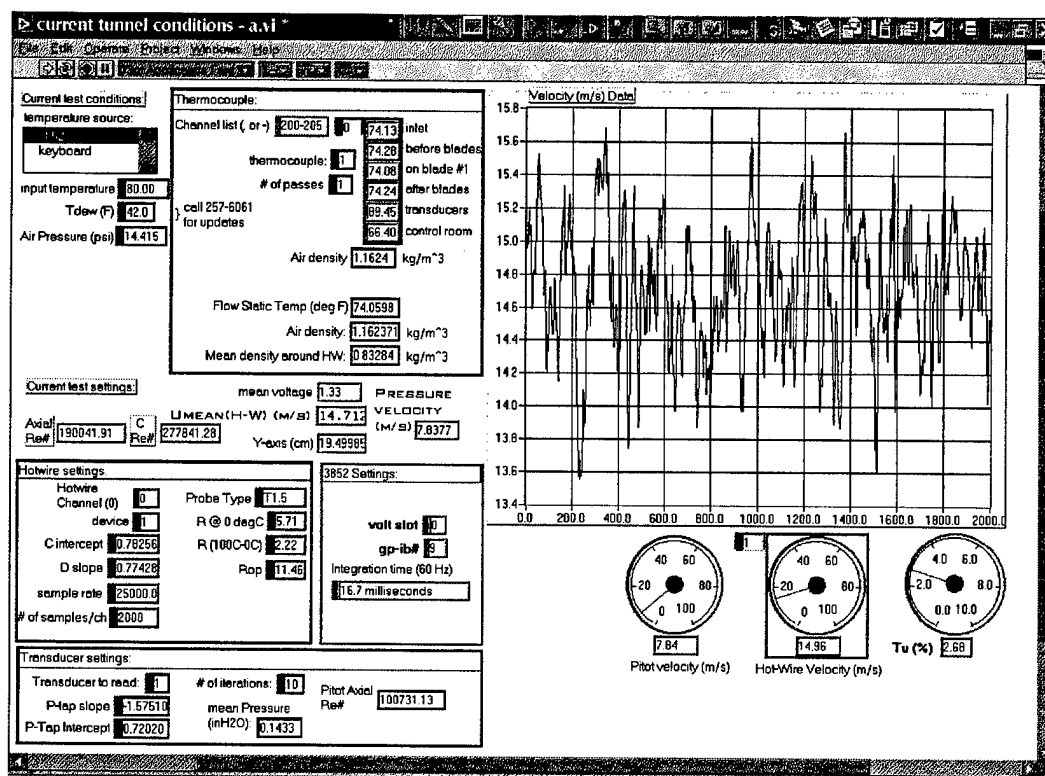 current tunnel conditions - a.vi *
File Edit Operate Project Windows Help
Current test conditions:
temperature source:
keyboard
input temperature 80.00
Tdew (F) 42.0
Air Pressure (psi) 14.415
} call 257-6061
for updates
Thermocouple:
Channel list (, or -) 200-205
thermocouple: 1
# of passes 1
0
74.13 inlet
74.28 before blades
74.08 on blade #1
74.24 after blades
89.45 transducers
66.40 control room
Air density 1.1624 kg/m^3
Flow Static Temp (deg F) 74.0598
Air density: 1.162371 kg/m^3
Mean density around HW: 0.83284 kg/m^3
Current test settings:
mean voltage 1.33
UMEAN(H-W) (M/S) 14.713
Y-axis (cm) 19.49985
PRESSURE
VELOCITY
(M/S) 7.8377
Axial
Re# 190041.91
C
Re# 277841.28
Hotwire settings:
Hotwire
Channel (0) 0
device 1
C intercept 0.78256
D slope 0.77428
sample rate 25000.0
# of samples/ch 2000
Probe Type T1.5
R @ 0 degC 5.71
R (100C-0C) 2.22
Rop 11.46
3852 Settings:
volt slot 0
gp-ib# 9
Integration time (60 Hz)
16.7 milliseconds
Transducer settings:
Transducer to read: 1
P-tap slope -1.57510
P-Tap Intercept 0.72020
# of iterations: 10
mean Pressure
(inH2O): 0.1433
Pitot Axial
Re# 100731.13
Velocity (m/s) Data
15.8
15.6
15.4
15.2
15.0
14.8
14.6
14.4
14.2
14.0
13.8
13.6
13.4
0.0 200.0 400.0 600.0 800.0 1000.0 1200.0 1400.0 1600.0 1800.0 2000.0
40 60
20 80
0 100
7.84
Pitot velocity (m/s)
1
40 60
20 80
0 100
14.96
Hot-Wire Velocity (m/s)
4.0 6.0
2.0 8.0
0.0 10.0
Tu (%) 2.68